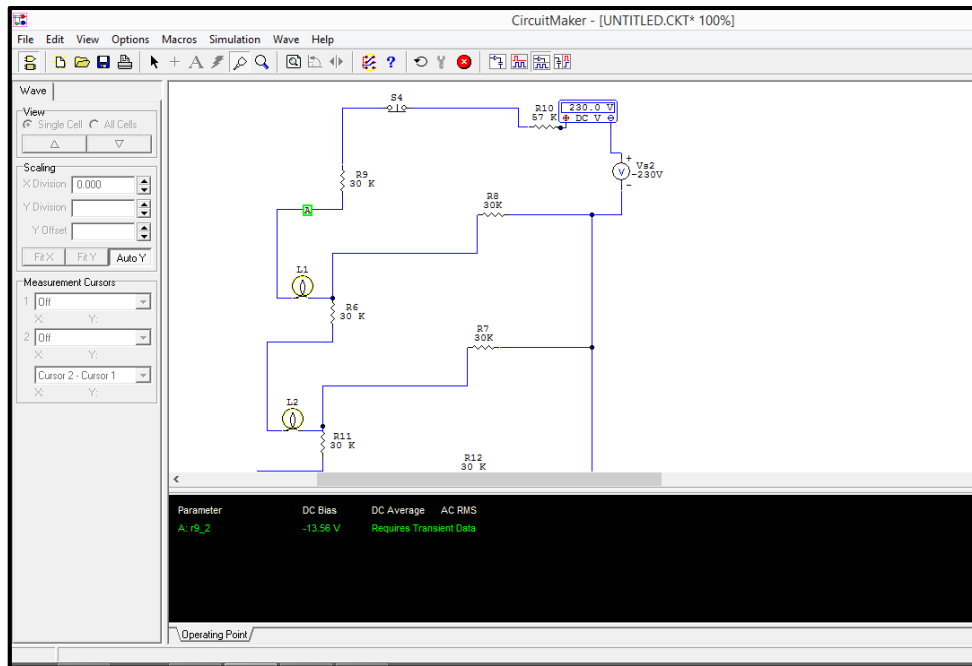 CircuitMaker - [UNTITLED.CKT* 100%]
File Edit View Options Macros Simulation Wave Help
Wave
View
Single Cell All Cells
Scaling
X Division 0.000
Y Division
Y Offset
Fit X Fit Y Auto Y
Measurement Cursors
1 Off
X: Y:
2 Off
X: Y:
Cursor 2 - Cursor 1
X: Y:
S4
R10
57 K
230.0 V
DC V
+
Vs2
V
-230V
-
R9
30 K
A
R8
30K
L1
R6
30 K
R7
30K
L2
R11
30 K
R12
30 K
Parameter DC Bias DC Average AC RMS
A: r9_2 -13.56 V Requires Transient Data
Operating Point